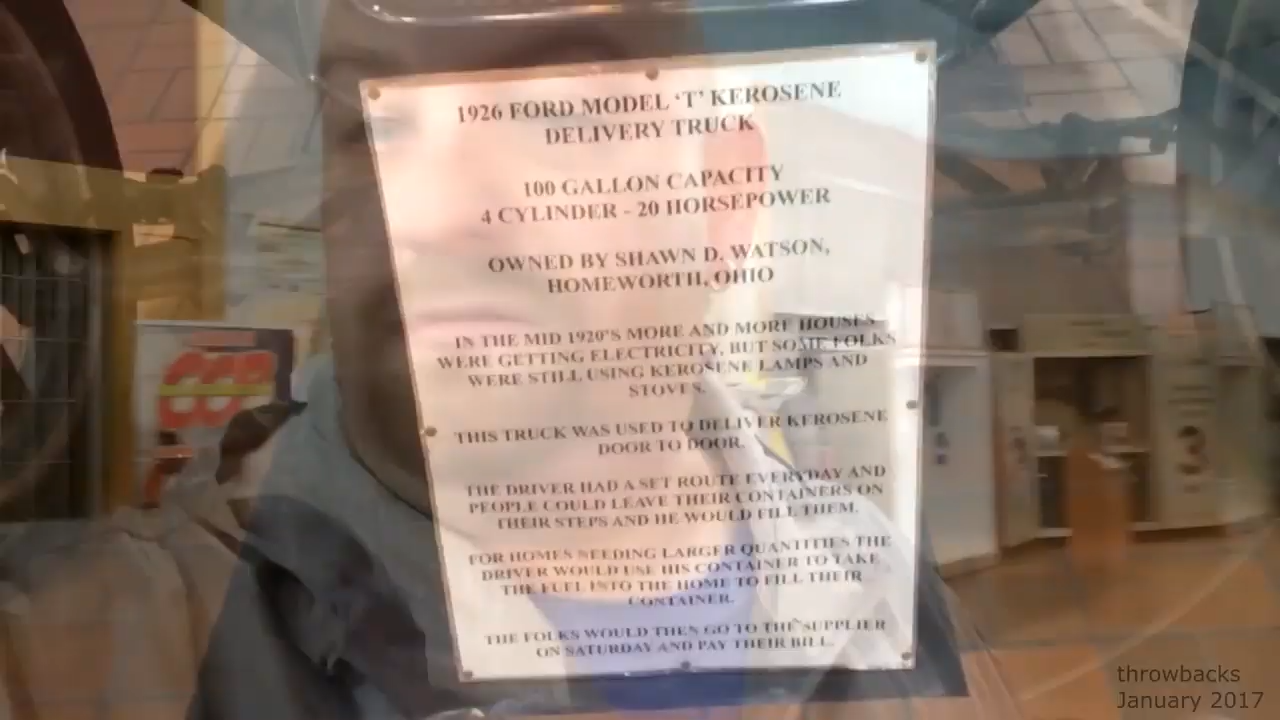 1926 FORD MODEL 'T' KEROSENE
DELIVERY TRUCK
100 GALLON CAPACITY
4 CYLINDER - 20 HORSEPOWER
OWNED BY SHAWN D. WATSON,
HOMEWORTH, OHIO
IN THE MID 1920'S MORE AND MORE HOUSES
WERE GETTING ELECTRICITY, BUT SOME FOLKS
WERE STILL USING KEROSENE LAMPS AND
STOVES.
THIS TRUCK WAS USED TO DELIVER KEROSENE
DOOR TO DOOR.
THE DRIVER HAD A SET ROUTE EVERYDAY AND
PEOPLE COULD LEAVE THEIR CONTAINERS ON
THEIR STEPS AND HE WOULD FILL THEM.
FOR HOMES NEEDING LARGER QUANTITIES THE
DRIVER WOULD USE HIS CONTAINER TO TAKE
THE FUEL INTO THE HOME TO FILL THEIR
CONTAINER.
THE FOLKS WOULD THEN GO TO THE SUPPLIER
ON SATURDAY AND PAY THEIR BILL.
3
throwbacks
January 2017